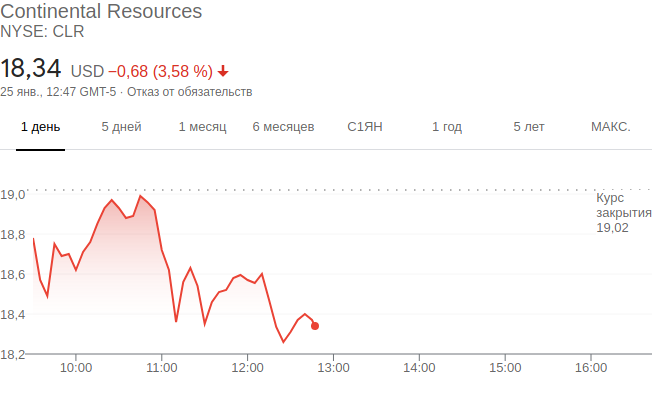 Continental Resources
NYSE: CLR
18,34 USD −0,68 (3,58 %)
25 янв., 12:47 GMT-5 · Отказ от обязательств
1 день 5 дней 1 месяц 6 месяцев С1ЯН 1 год 5 лет МАКС.
19,0
Курс
закрытия
19,02
18,8
18,6
18,4
18,2
10:00 11:00 12:00 13:00 14:00 15:00 16:00